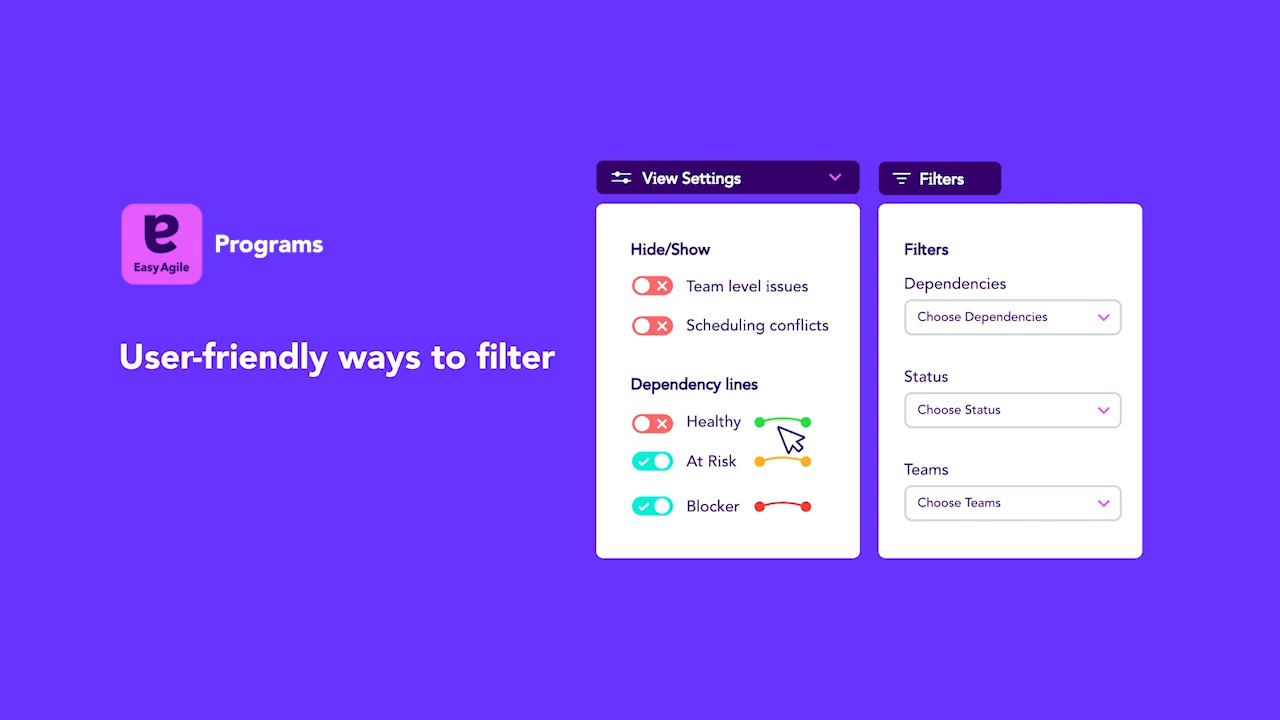 Easy Agile
Programs
User-friendly ways to filter
View Settings
Hide/Show
Team level issues
Scheduling conflicts
Dependency lines
Healthy
At Risk
Blocker
Filters
Filters
Dependencies
Choose Dependencies
Status
Choose Status
Teams
Choose Teams